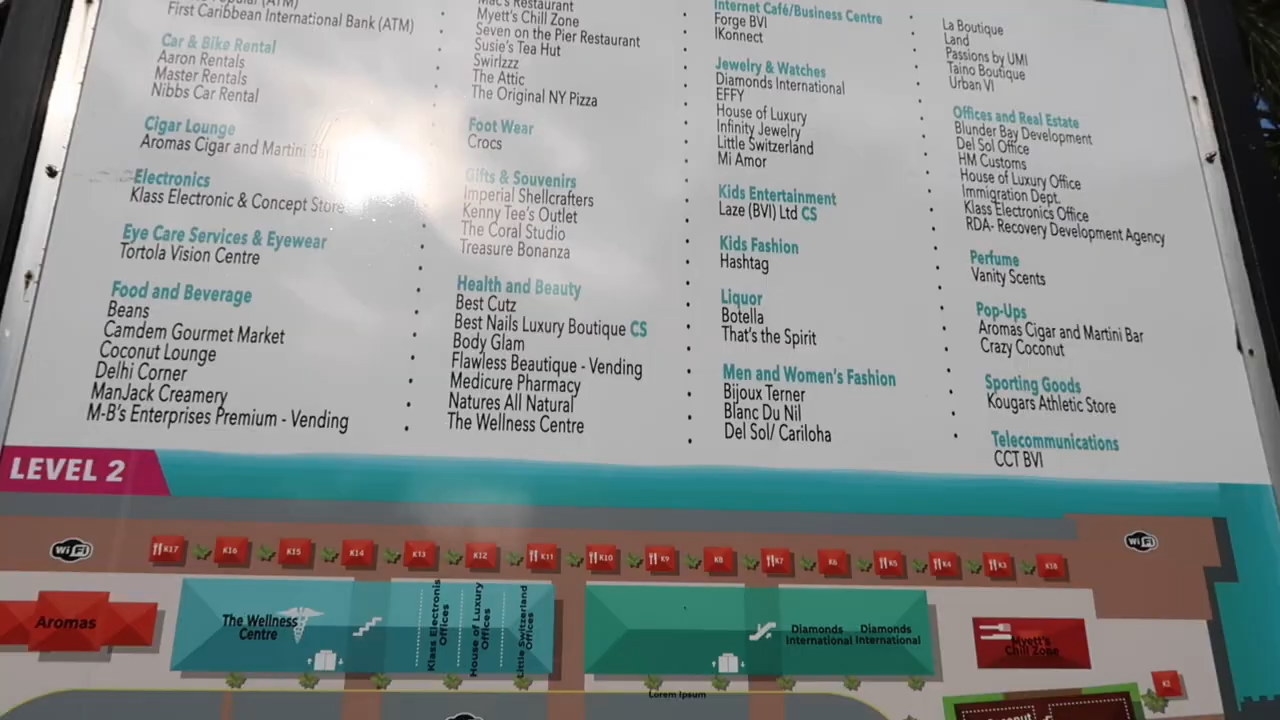 (ATM)
First Caribbean International Bank (ATM)
Car & Bike Rental
Aaron Rentals
Master Rentals
Nibbs Car Rental
Cigar Lounge
Aromas Cigar and Martini Bar
Electronics
Klass Electronic & Concept Store
Eye Care Services & Eyewear
Tortola Vision Centre
Food and Beverage
Beans
Camdem Gourmet Market
Coconut Lounge
Delhi Corner
ManJack Creamery
M-B's Enterprises Premium - Vending
Mac's Restaurant
Myett's Chill Zone
Seven on the Pier Restaurant
Susie's Tea Hut
Swirlzzz
The Attic
The Original NY Pizza
Foot Wear
Crocs
Gifts & Souvenirs
Imperial Shellcrafters
Kenny Tee's Outlet
The Coral Studio
Treasure Bonanza
Health and Beauty
Best Cutz
Best Nails Luxury Boutique CS
Body Glam
Flawless Beautique - Vending
Medicure Pharmacy
Natures All Natural
The Wellness Centre
Internet Café/Business Centre
Forge BVI
IKonnect
Jewelry & Watches
Diamonds International
EFFY
House of Luxury
Infinity Jewelry
Little Switzerland
Mi Amor
Kids Entertainment
Laze (BVI) Ltd CS
Kids Fashion
Hashtag
Liquor
Botella
That's the Spirit
Men and Women's Fashion
Bijoux Terner
Blanc Du Nil
Del Sol/ Cariloha
La Boutique
Land
Passions by UMI
Taino Boutique
Urban VI
Offices and Real Estate
Blunder Bay Development
Del Sol Office
HM Customs
House of Luxury Office
Immigration Dept.
Klass Electronics Office
RDA- Recovery Development Agency
Perfume
Vanity Scents
Pop-Ups
Aromas Cigar and Martini Bar
Crazy Coconut
Sporting Goods
Kougars Athletic Store
Telecommunications
CCT BVI
LEVEL 2
WiFi
K17
K16
K15
K14
K13
K12
K11
K10
K9
K8
K7
K6
K5
K4
K3
WiFi
Aromas
The Wellness
Centre
Klass Electronis
Offices
House of Luxury
Offices
Little Switzerland
Offices
Diamonds
International
Diamonds
International
Myett's
Chill Zone
K2
Lorem Ipsum